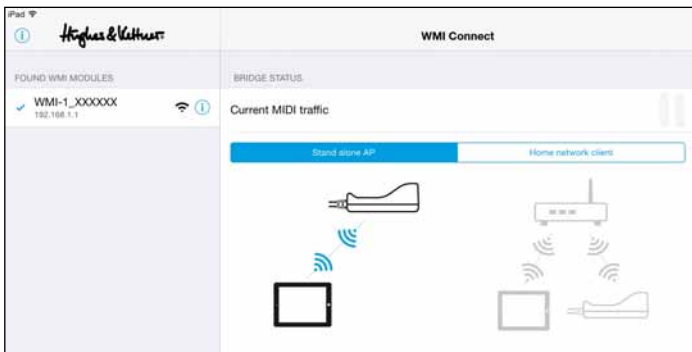 iPad
Hughes & Kettner
WMI Connect
FOUND WMI MODULES
WMI-1_XXXXXX
192.168.1.1
BRIDGE STATUS
Current MIDI traffic
Stand alone AP
Home network client